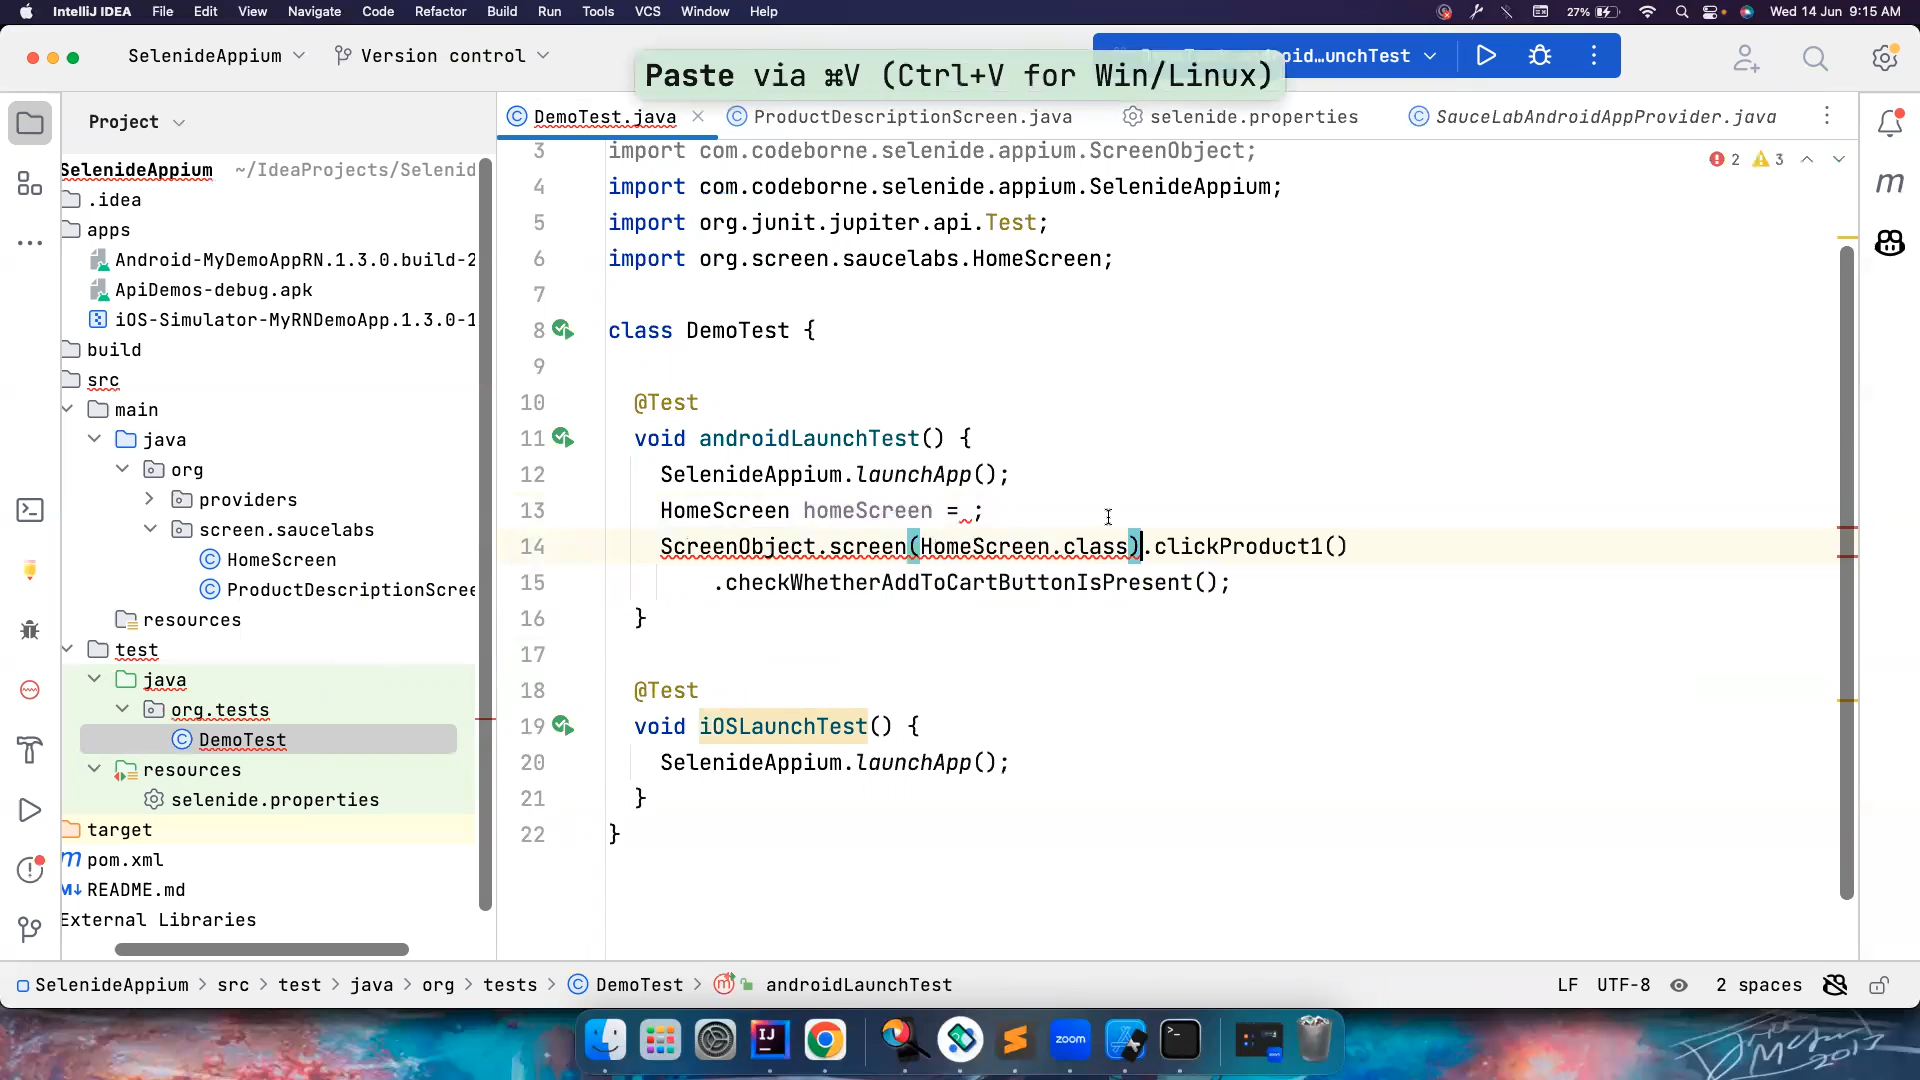 IntelliJ IDEA File Edit View Navigate Code Refactor Build Run Tools VCS Window Help 27% Wed 14 Jun 9:15 AM
SelenideAppium Version control
oid...unchTest
Paste via ⌘V (Ctrl+V for Win/Linux)
Project
DemoTest.java ProductDescriptionScreen.java selenide.properties SauceLabAndroidAppProvider.java
SelenideAppium ~/IdeaProjects/Selenid
.idea
apps
Android-MyDemoAppRN.1.3.0.build-2
ApiDemos-debug.apk
iOS-Simulator-MyRNDemoApp.1.3.0-1
build
src
main
java
org
providers
screen.saucelabs
HomeScreen
ProductDescriptionScree
resources
test
java
org.tests
DemoTest
resources
selenide.properties
target
pom.xml
README.md
External Libraries
2 3
3 import com.codeborne.selenide.appium.ScreenObject;
4 import com.codeborne.selenide.appium.SelenideAppium;
5 import org.junit.jupiter.api.Test;
6 import org.screen.saucelabs.HomeScreen;
7
8 class DemoTest {
9
10 @Test
11 void androidLaunchTest() {
12 SelenideAppium.launchApp();
13 HomeScreen homeScreen = ;
14 ScreenObject.screen(HomeScreen.class).clickProduct1()
15 .checkWhetherAddToCartButtonIsPresent();
16 }
17
18 @Test
19 void iOSLaunchTest() {
20 SelenideAppium.launchApp();
21 }
22 }
SelenideAppium > src > test > java > org > tests > DemoTest > androidLaunchTest
LF UTF-8 2 spaces